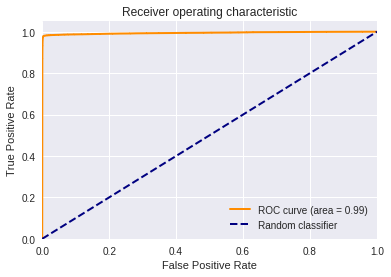 Receiver operating characteristic
True Positive Rate
1.0
0.8
0.6
0.4
0.2
0.0
ROC curve (area = 0.99)
Random classifier
0.0 0.2 0.4 0.6 0.8 1.0
False Positive Rate